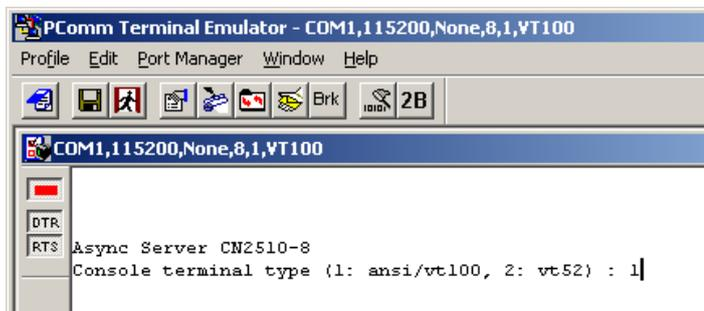 PComm Terminal Emulator - COM1,115200,None,8,1,VT100
Profile Edit Port Manager Window Help
Brk 2B
COM1,115200,None,8,1,VT100
DTR
RTS
Async Server CN2510-8
Console terminal type (1: ansi/vt100, 2: vt52) : 1